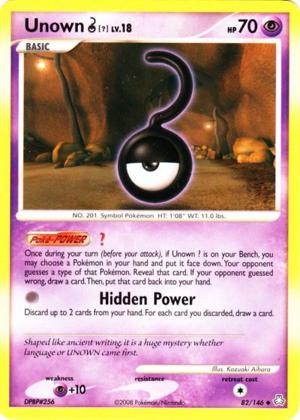 Unown ? [?] LV.18 HP 70
BASIC
NO. 201 Symbol Pokémon HT: 1'08" WT: 11.0 lbs.
Poké-POWER ?
Once during your turn (before your attack), if Unown ? is on your Bench, you
may choose a Pokémon in your hand and put it face down. Your opponent
guesses a type of that Pokémon. Reveal that card. If your opponent guessed
wrong, draw a card. Then, put that card back into your hand.
Hidden Power
Discard up to 2 cards from your hand. For each card you discard, draw a card.
Shaped like ancient writing, it is a huge mystery whether
language or UNOWN came first.
Illus. Kazuaki Aihara
weakness resistance retreat cost
+10
DPBP#256 ©2008 Pokémon/Nintendo 82/146